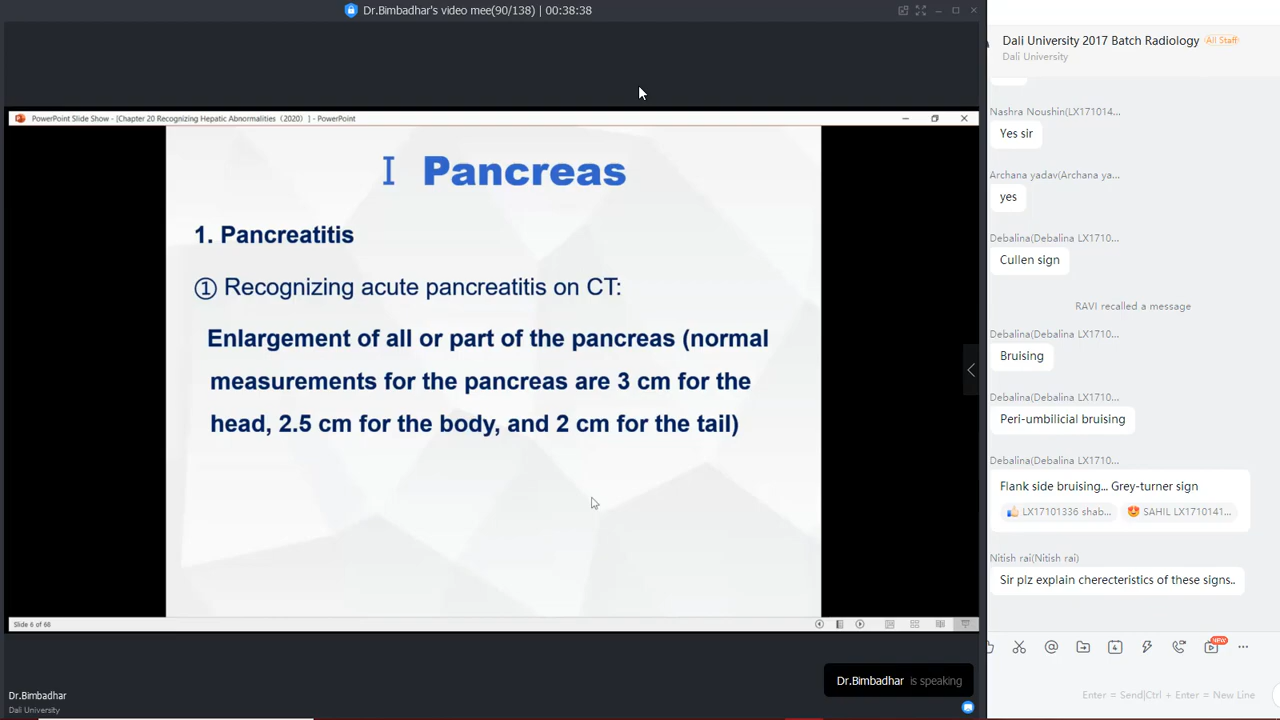 Dr.Bimbadhar's video mee(90/138) | 00:38:38
PowerPoint Slide Show - [Chapter 20 Recognizing Hepatic Abnormalities（2020） ] - PowerPoint
I Pancreas
1. Pancreatitis
① Recognizing acute pancreatitis on CT:
Enlargement of all or part of the pancreas (normal
measurements for the pancreas are 3 cm for the
head, 2.5 cm for the body, and 2 cm for the tail)
Slide 6 of 66
Dr.Bimbadhar is speaking
Dr.Bimbadhar
Dali University
Dali University 2017 Batch Radiology All Staff
Dali University
Nashra Noushin(LX171014...
Yes sir
Archana yadav(Archana ya...
yes
Debalina(Debalina LX1710...
Cullen sign
RAVI recalled a message
Debalina(Debalina LX1710...
Bruising
Debalina(Debalina LX1710...
Peri-umbilicial bruising
Debalina(Debalina LX1710...
Flank side bruising... Grey-turner sign
LX17101336 shab... SAHIL LX1710141...
Nitish rai(Nitish rai)
Sir plz explain cherecteristics of these signs..
4
NEW
Enter = Send|Ctrl + Enter = New Line